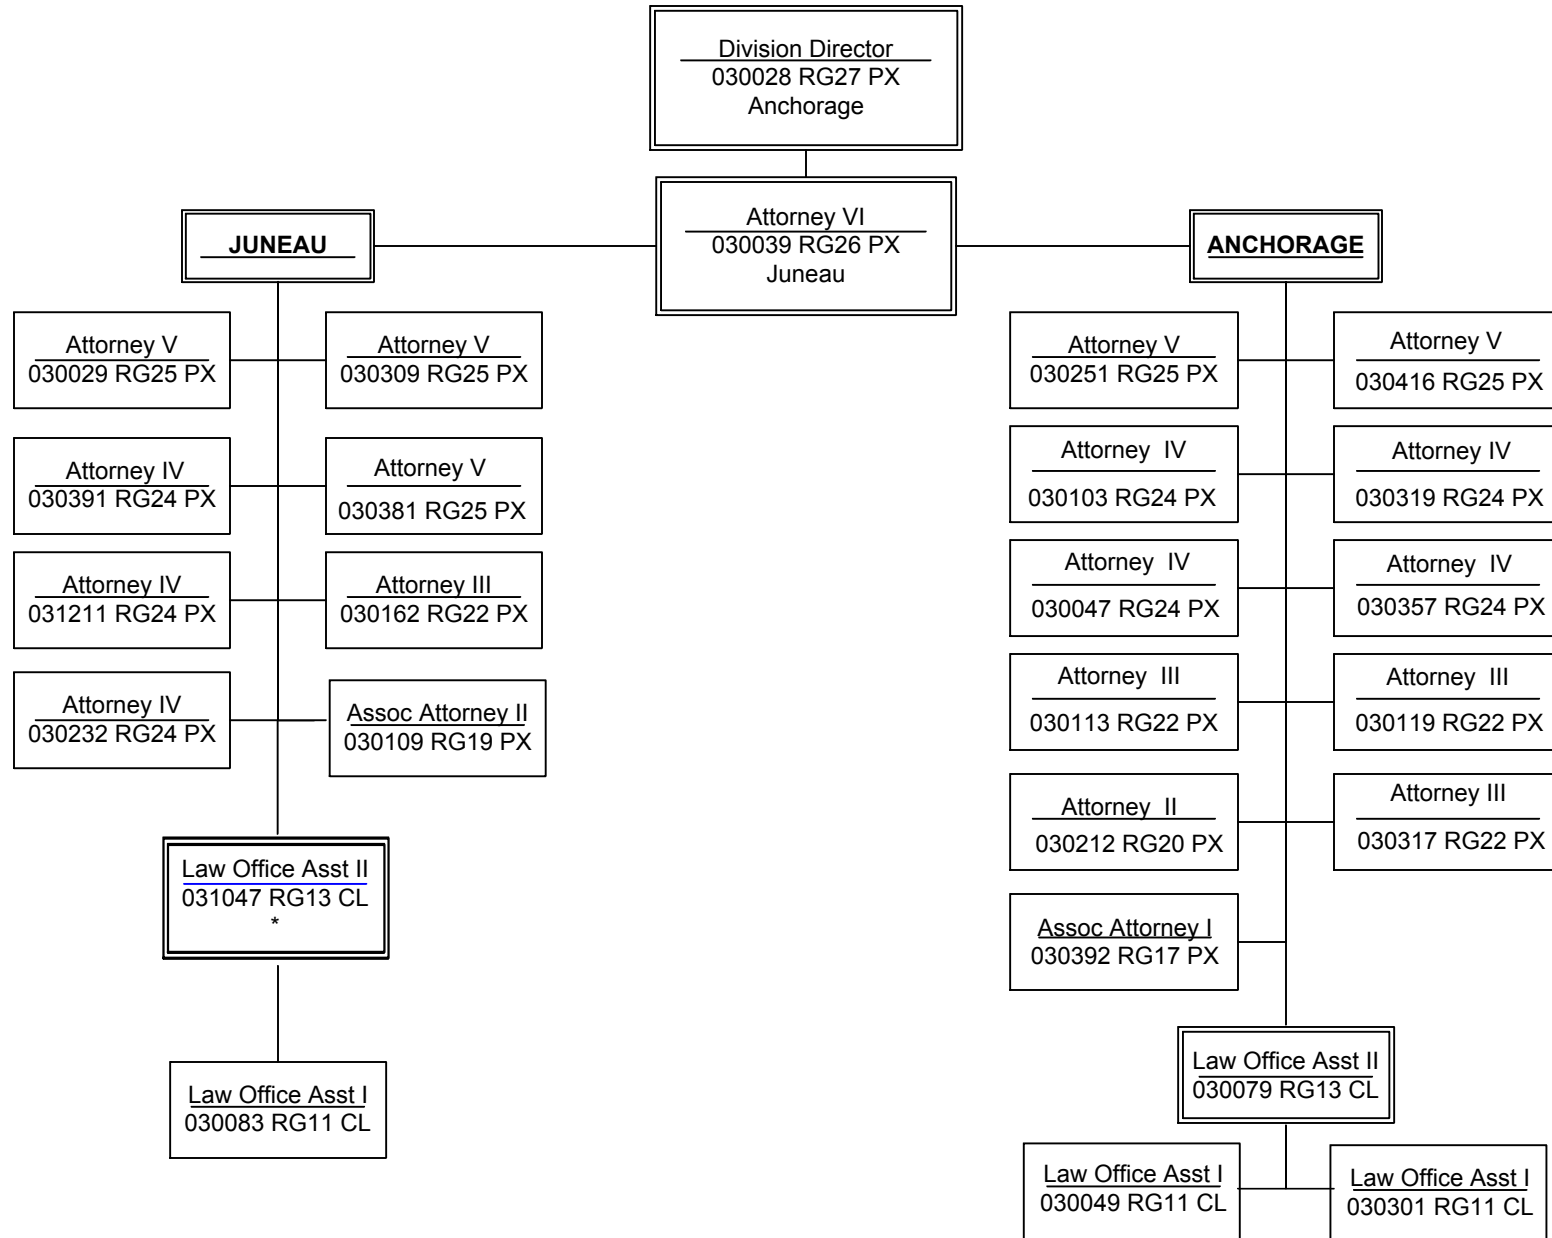 Division Director
030028 RG27 PX
Anchorage
Attorney VI
030039 RG26 PX
Juneau
JUNEAU
Attorney V
030029 RG25 PX
Attorney V
030309 RG25 PX
Attorney IV
030391 RG24 PX
Attorney V
030381 RG25 PX
Attorney IV
031211 RG24 PX
Attorney III
030162 RG22 PX
Attorney IV
030232 RG24 PX
Assoc Attorney II
030109 RG19 PX
Law Office Asst II
031047 RG13 CL
*
Law Office Asst I
030083 RG11 CL
ANCHORAGE
Attorney V
030251 RG25 PX
Attorney V
030416 RG25 PX
Attorney IV
030103 RG24 PX
Attorney IV
030319 RG24 PX
Attorney IV
030047 RG24 PX
Attorney IV
030357 RG24 PX
Attorney III
030113 RG22 PX
Attorney III
030119 RG22 PX
Attorney II
030212 RG20 PX
Attorney III
030317 RG22 PX
Assoc Attorney I
030392 RG17 PX
Law Office Asst II
030079 RG13 CL
Law Office Asst I
030049 RG11 CL
Law Office Asst I
030301 RG11 CL